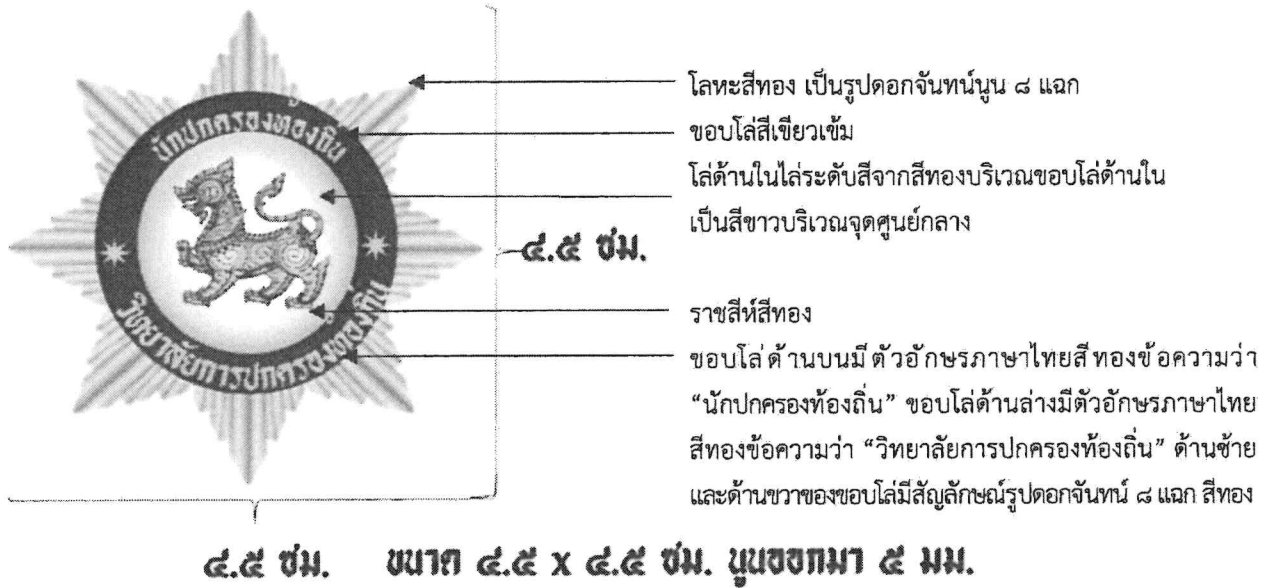 โลหะสีทอง เป็นรูปดอกจันทน์นูน ๘ แฉก
ขอบโล่สีเขียวเข้ม
โล่ด้านในไล่ระดับสีจากสีทองบริเวณขอบโล่ด้านใน
เป็นสีขาวบริเวณจุดศูนย์กลาง
นักปกครองท้องถิ่น
วิทยาลัยการปกครองท้องถิ่น
๔.๕ ซม.
ราชสีห์สีทอง
ขอบโล่ด้านบนมีตัวอักษรภาษาไทยสีทองข้อความว่า
“นักปกครองท้องถิ่น” ขอบโล่ด้านล่างมีตัวอักษรภาษาไทย
สีทองข้อความว่า “วิทยาลัยการปกครองท้องถิ่น” ด้านซ้าย
และด้านขวาของขอบโล่มีสัญลักษณ์รูปดอกจันทน์ ๘ แฉก สีทอง
๔.๕ ซม. ขนาด ๔.๕ x ๔.๕ ซม. นูนออกมา ๕ มม.